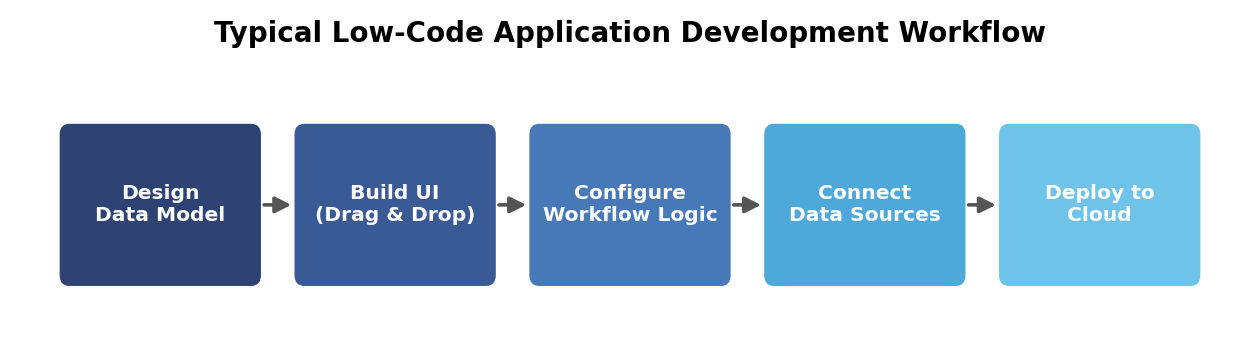 Typical Low-Code Application Development Workflow
Design
Data Model
Build UI
(Drag & Drop)
Configure
Workflow Logic
Connect
Data Sources
Deploy to
Cloud